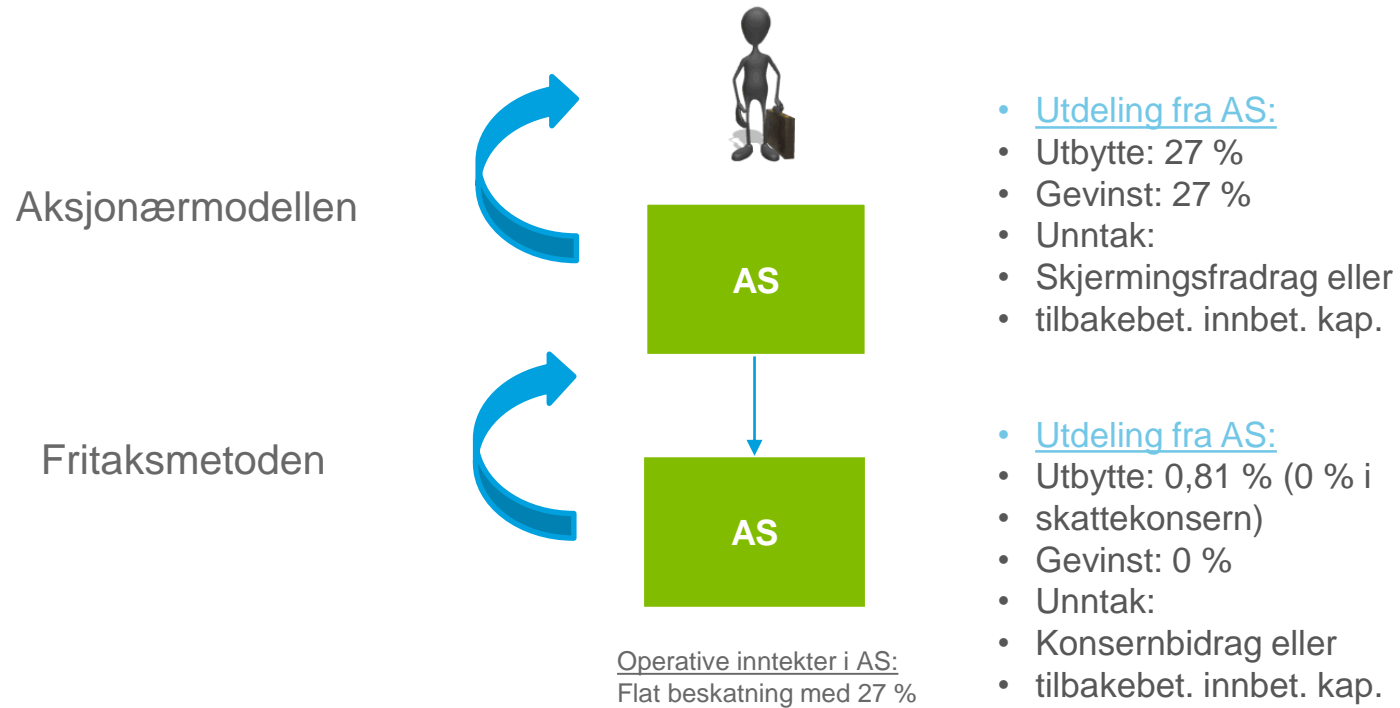 Aksjonærmodellen
AS
• Utdeling fra AS:
• Utbytte: 27 %
• Gevinst: 27 %
• Unntak:
• Skjermingsfradrag eller
• tilbakebet. innbet. kap.
Fritaksmetoden
AS
Operative inntekter i AS:
Flat beskatning med 27 %
• Utdeling fra AS:
• Utbytte: 0,81 % (0 % i
• skattekonsern)
• Gevinst: 0 %
• Unntak:
• Konsernbidrag eller
• tilbakebet. innbet. kap.